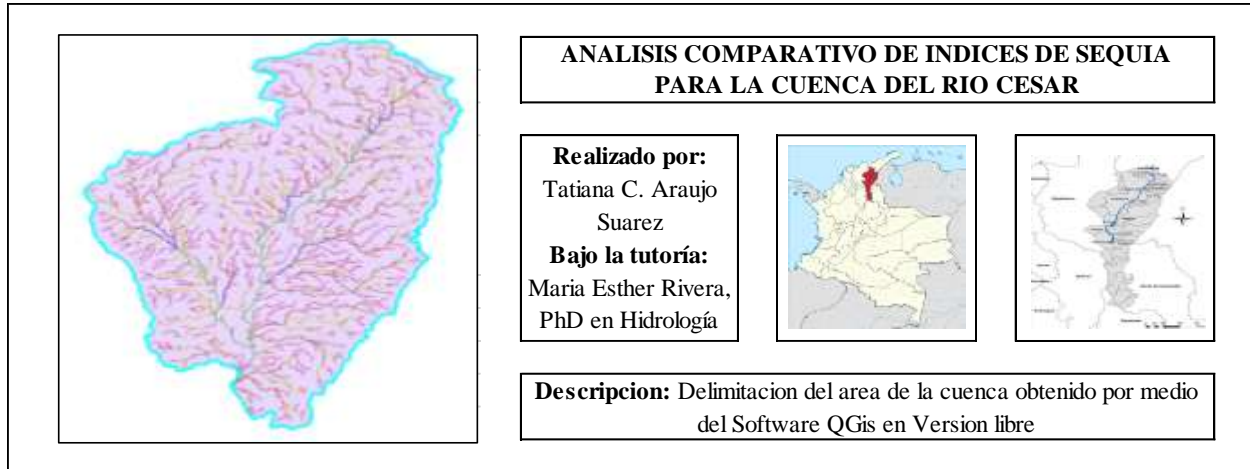 ANALISIS COMPARATIVO DE INDICES DE SEQUIA
PARA LA CUENCA DEL RIO CESAR
Realizado por:
Tatiana C. Araujo
Suarez
Bajo la tutoría:
Maria Esther Rivera,
PhD en Hidrología
Descripcion: Delimitacion del area de la cuenca obtenido por medio
del Software QGis en Version libre